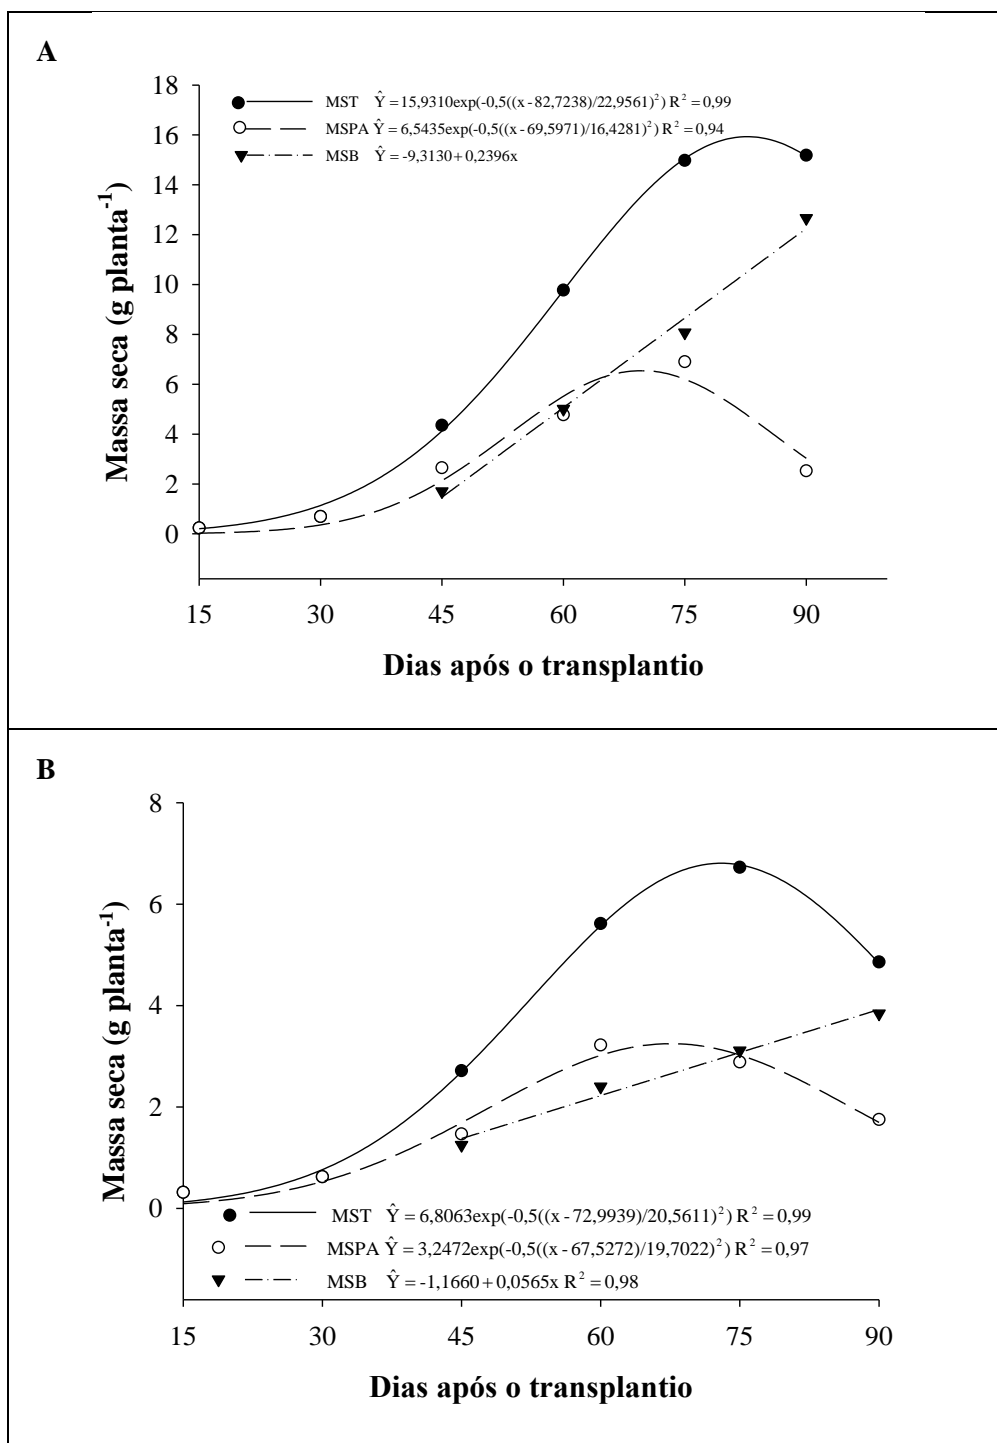 A
18
16
14
12
10
8
6
4
2
0
Massa seca (g planta⁻¹)
MST Ŷ = 15,9310exp(-0,5((x - 82,7238)/22,9561)²) R² = 0,99
MSPA Ŷ = 6,5435exp(-0,5((x - 69,5971)/16,4281)²) R² = 0,94
MSB Ŷ = -9,3130 + 0,2396x
15 30 45 60 75 90
Dias após o transplantio
B
8
6
4
2
0
Massa seca (g planta⁻¹)
MST Ŷ = 6,8063exp(-0,5((x - 72,9939)/20,5611)²) R² = 0,99
MSPA Ŷ = 3,2472exp(-0,5((x - 67,5272)/19,7022)²) R² = 0,97
MSB Ŷ = -1,1660 + 0,0565x R² = 0,98
15 30 45 60 75 90
Dias após o transplantio